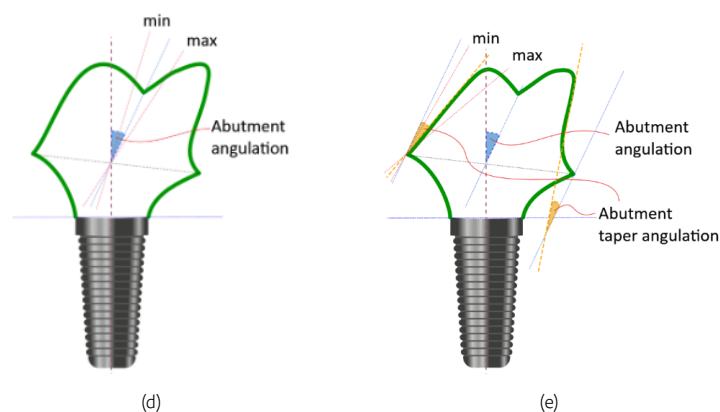 min
max
Abutment
angulation
(d)
min
max
Abutment
angulation
Abutment
taper angulation
(e)